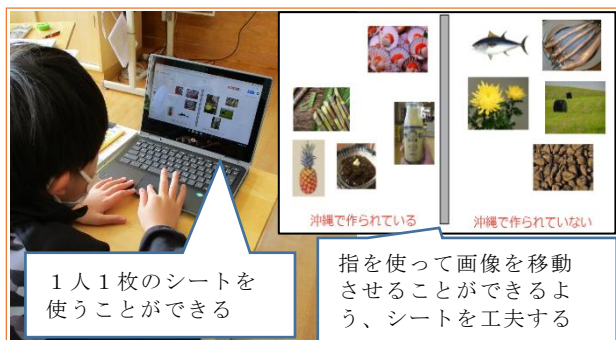 沖縄で作られている
沖縄で作られていない
1人1枚のシートを
使うことができる
指を使って画像を移動
させることができるよ
う、シートを工夫する